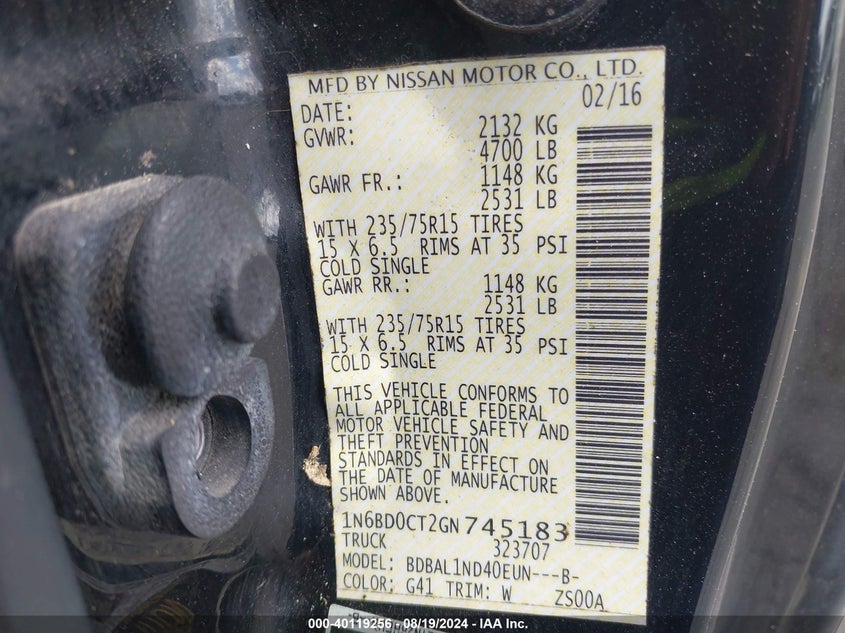 MFD BY NISSAN MOTOR CO., LTD.
DATE: 02/16
GVWR: 2132 KG
4700 LB
GAWR FR.: 1148 KG
2531 LB
WITH 235/75R15 TIRES
15 X 6.5 RIMS AT 35 PSI
COLD SINGLE
GAWR RR.: 1148 KG
2531 LB
WITH 235/75R15 TIRES
15 X 6.5 RIMS AT 35 PSI
COLD SINGLE
THIS VEHICLE CONFORMS TO
ALL APPLICABLE FEDERAL
MOTOR VEHICLE SAFETY AND
THEFT PREVENTION
STANDARDS IN EFFECT ON
THE DATE OF MANUFACTURE
SHOWN ABOVE.
1N6BD0CT2GN745183
TRUCK 323707
MODEL: BDBAL1ND40EUN---B-
COLOR: G41 TRIM: W ZS00A
000-40119256 - 08/19/2024 - IAA Inc.